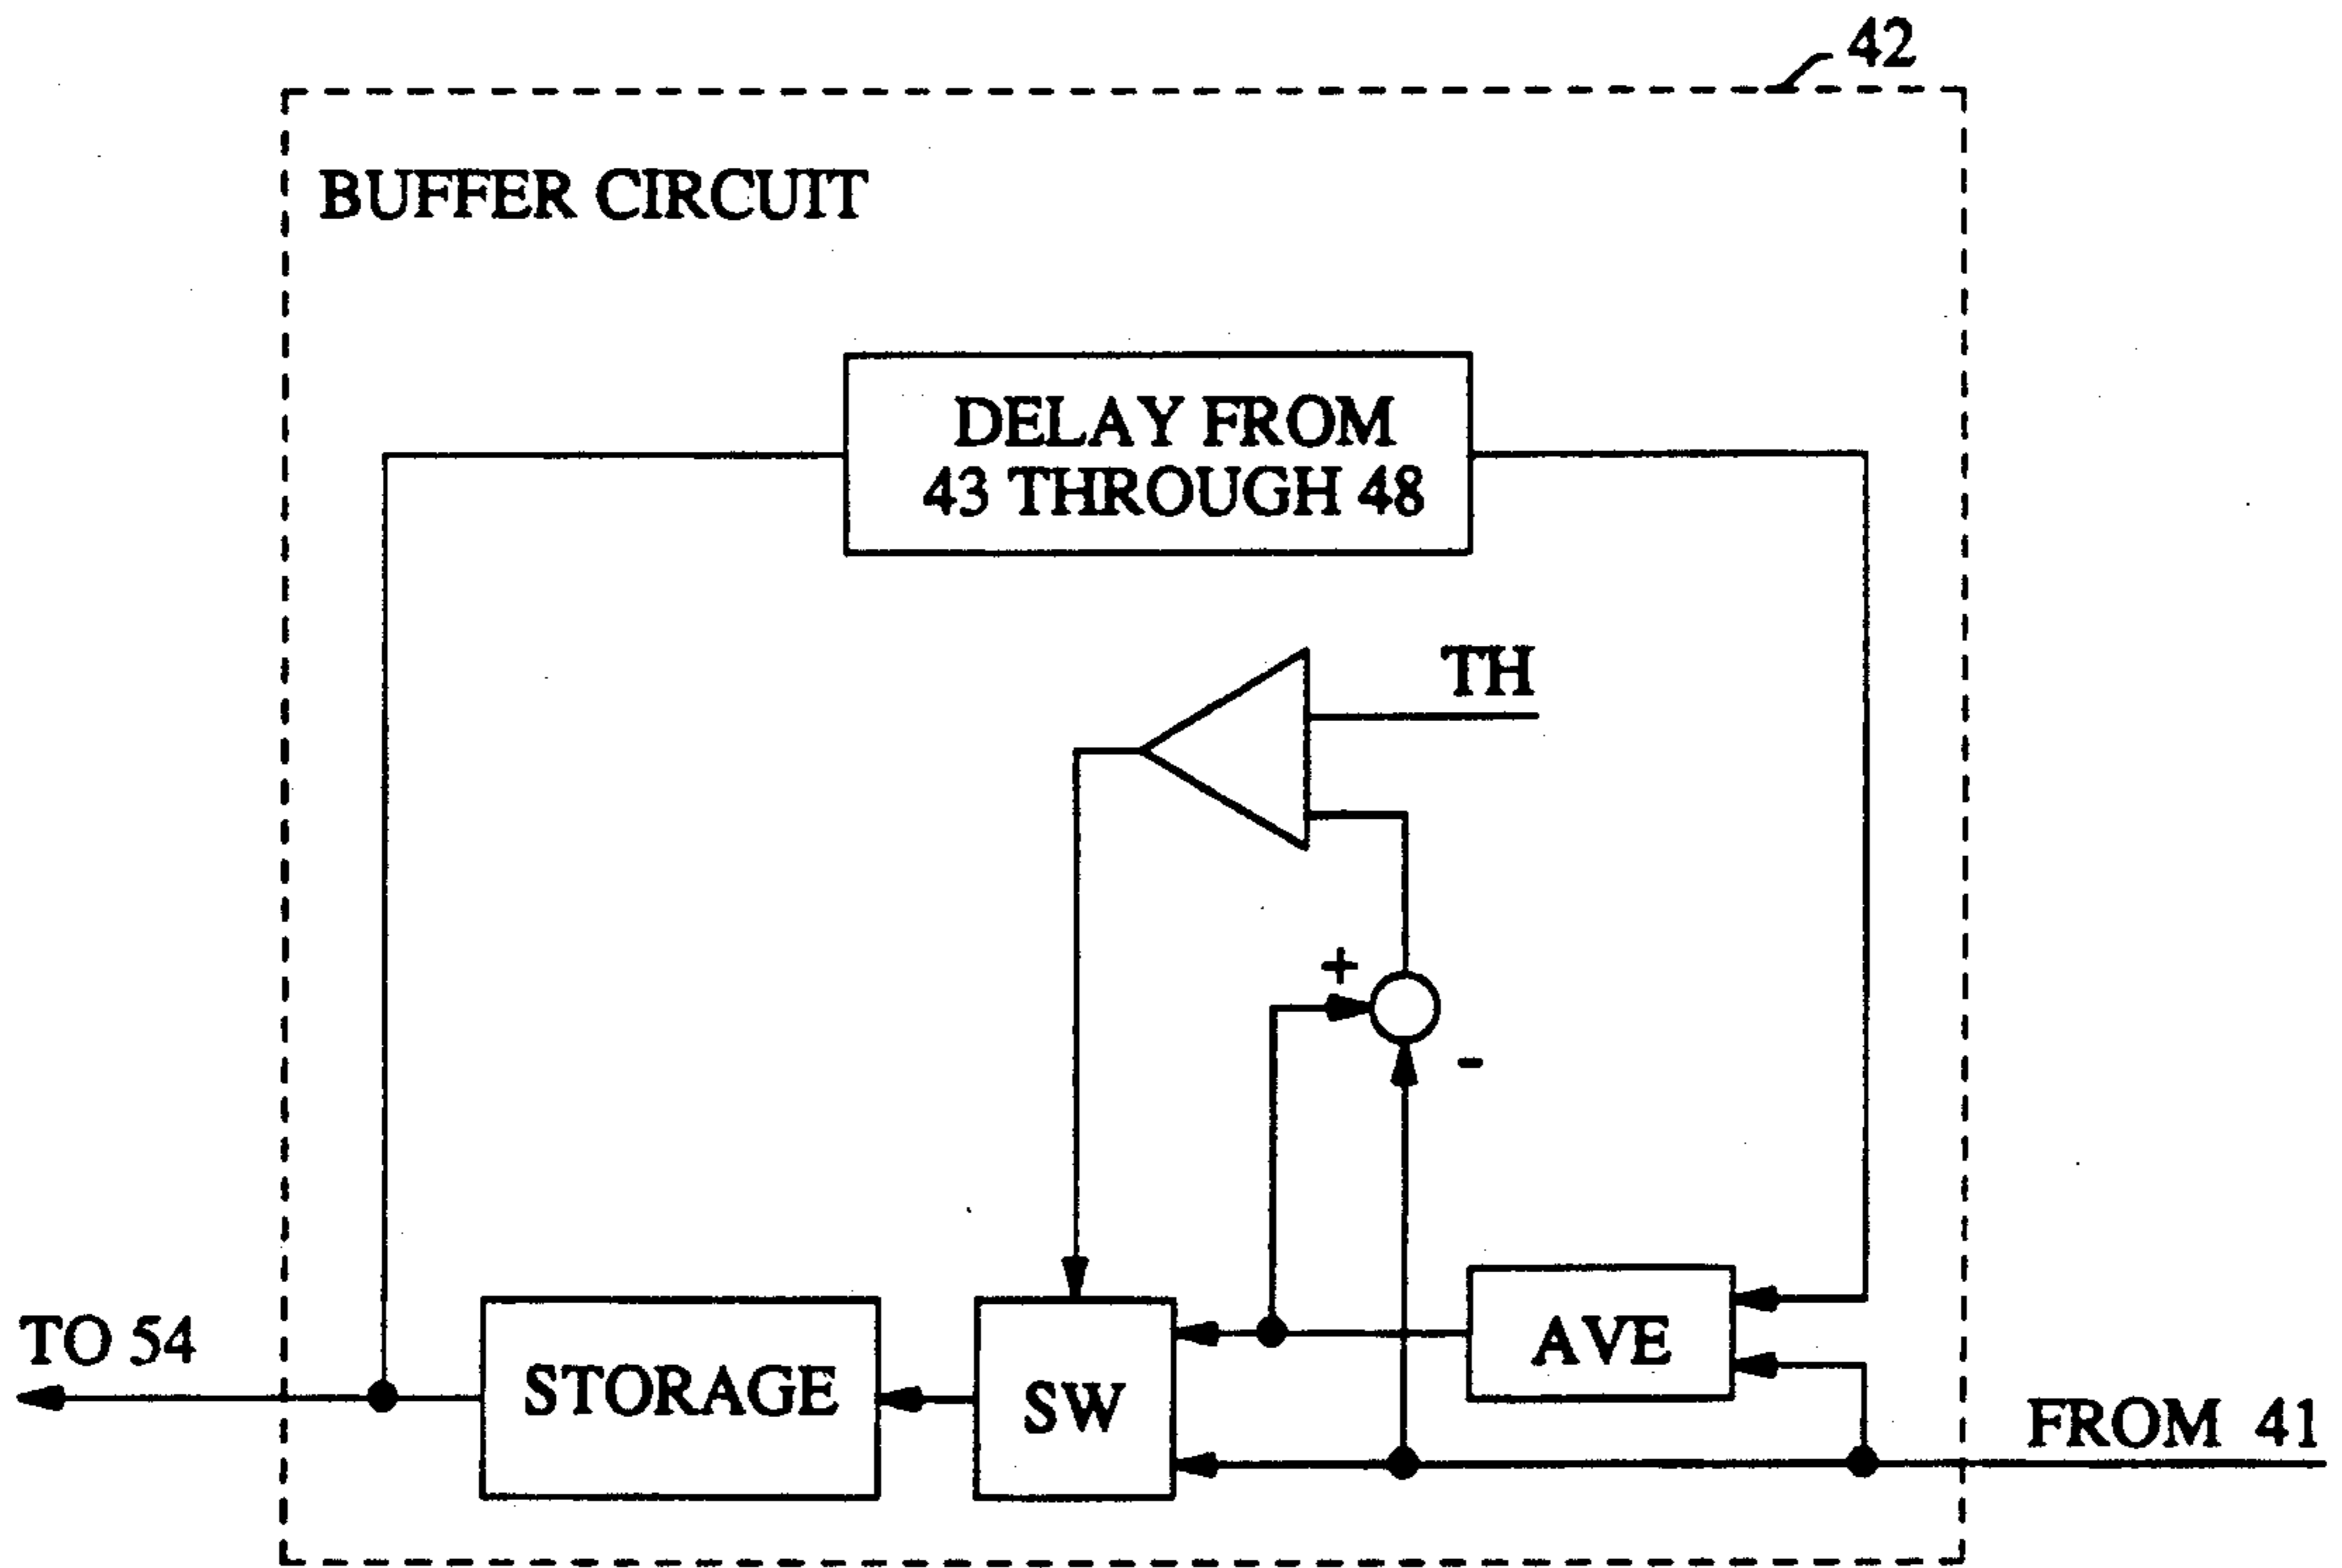 42
BUFFER CIRCUIT
DELAY FROM
43 THROUGH 48
TH
+
-
TO 54
STORAGE
SW
AVE
FROM 41